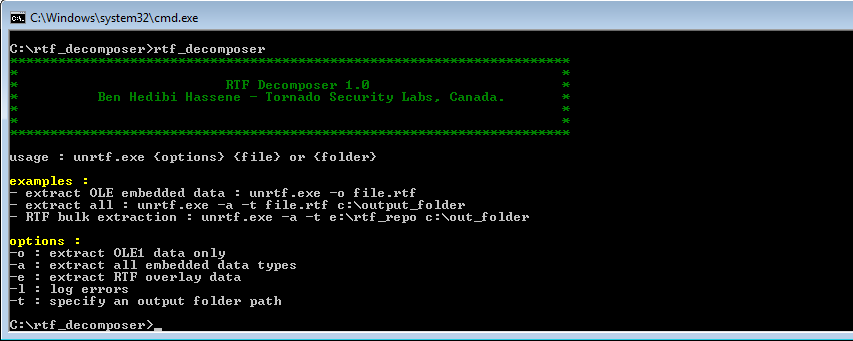 C:\Windows\system32\cmd.exe
C:\rtf_decomposer>rtf_decomposer
**********************************************************************
* *
* RTF Decomposer 1.0 *
* Ben Hedibi Hassene - Tornado Security Labs, Canada. *
* *
* *
**********************************************************************
usage : unrtf.exe {options} {file} or {folder}
examples :
- extract OLE embedded data : unrtf.exe -o file.rtf
- extract all : unrtf.exe -a -t file.rtf c:\output_folder
- RTF bulk extraction : unrtf.exe -a -t e:\rtf_repo c:\out_folder
options :
-o : extract OLE1 data only
-a : extract all embedded data types
-e : extract RTF overlay data
-l : log errors
-t : specify an output folder path
C:\rtf_decomposer>_